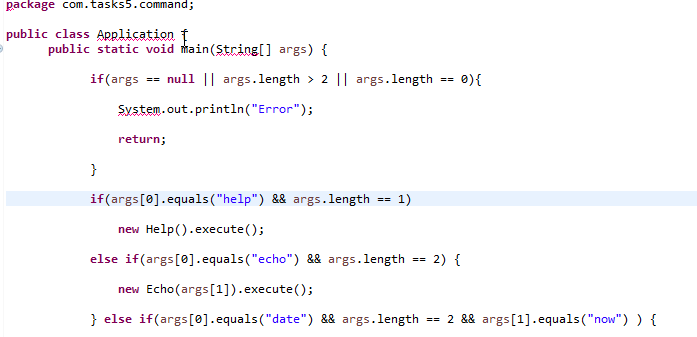 package com.tasks5.command;
public class Application {
public static void main(String[] args) {
if(args == null || args.length > 2 || args.length == 0){
System.out.println("Error");
return;
}
if(args[0].equals("help") && args.length == 1)
new Help().execute();
else if(args[0].equals("echo") && args.length == 2) {
new Echo(args[1]).execute();
} else if(args[0].equals("date") && args.length == 2 && args[1].equals("now") ) {